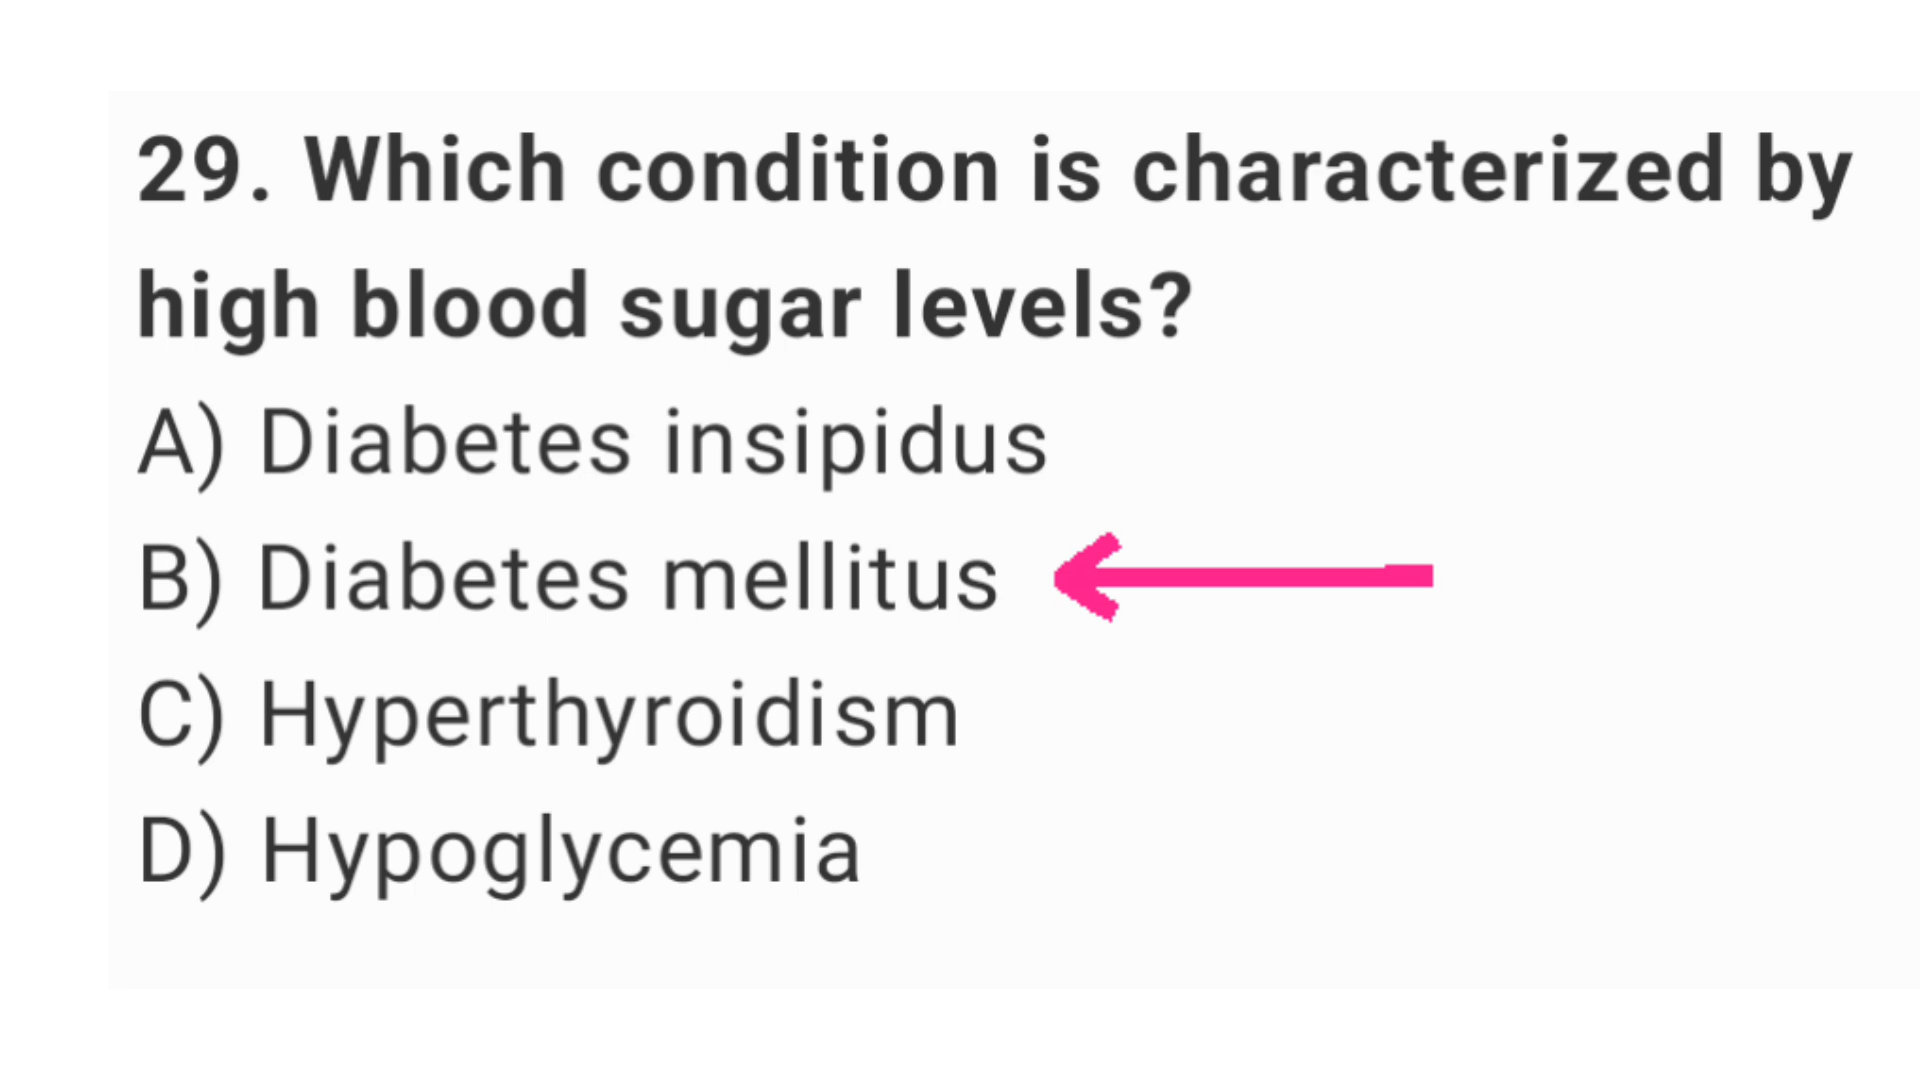 29. Which condition is characterized by
high blood sugar levels?
A) Diabetes insipidus
B) Diabetes mellitus
C) Hyperthyroidism
D) Hypoglycemia